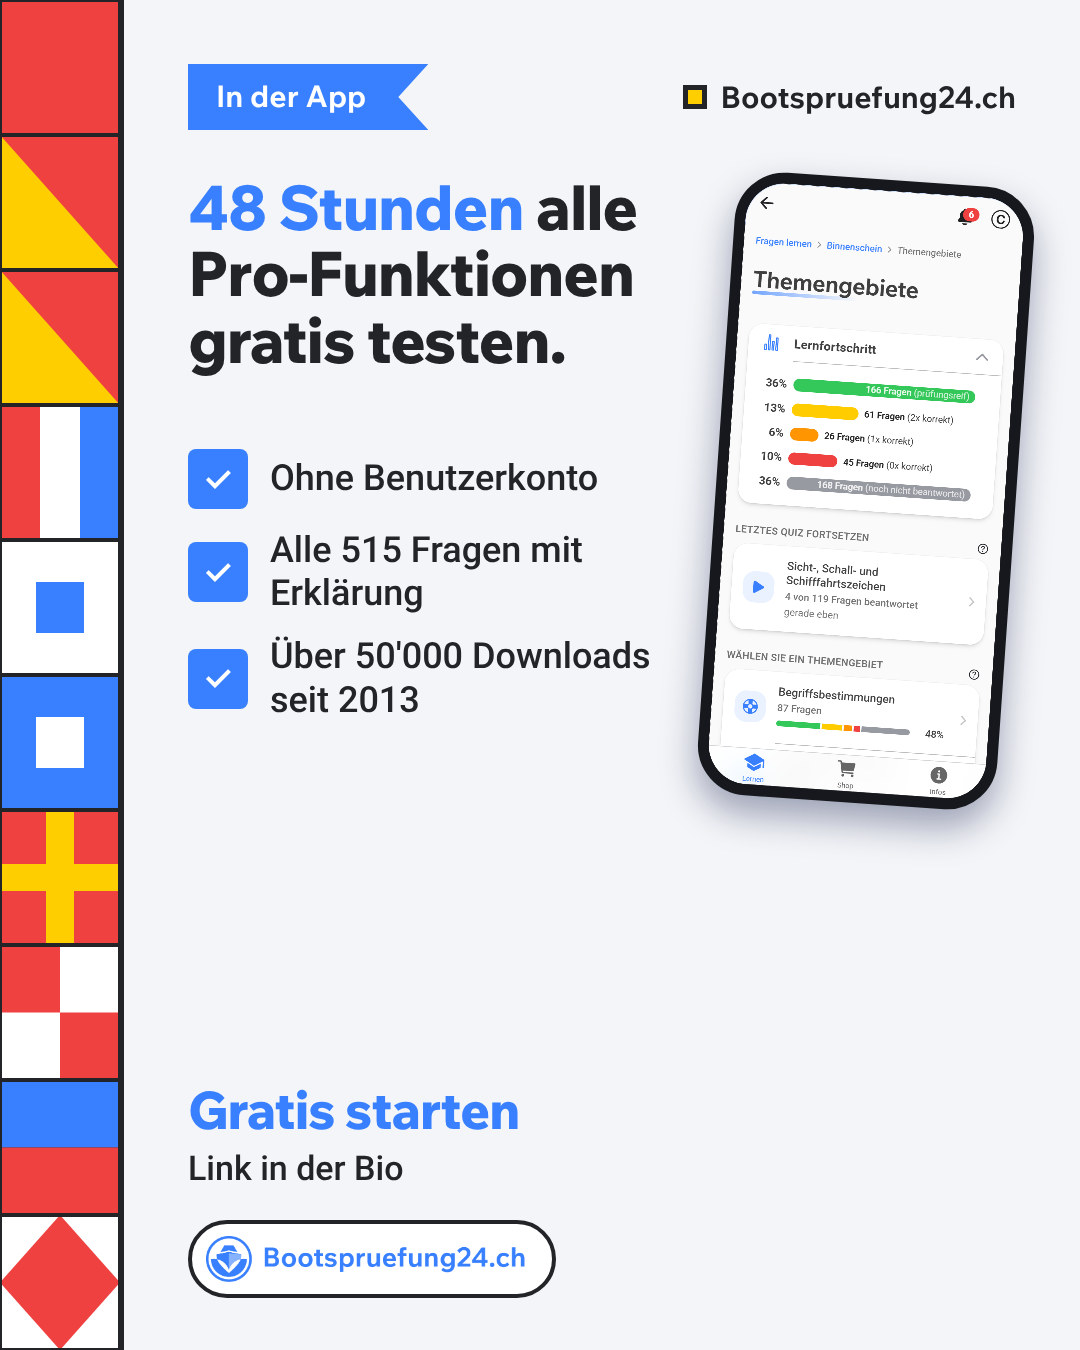 In der App
Bootspruefung24.ch
48 Stunden alle
Pro-Funktionen
gratis testen.
Ohne Benutzerkonto
Alle 515 Fragen mit
Erklärung
Über 50'000 Downloads
seit 2013
6
C
Fragen lernen > Binnenschein > Themengebiete
Themengebiete
Lernfortschritt
36% 166 Fragen (prüfungsreif)
13% 61 Fragen (2x korrekt)
6% 26 Fragen (1x korrekt)
10% 45 Fragen (0x korrekt)
36% 168 Fragen (noch nicht beantwortet)
LETZTES QUIZ FORTSETZEN
Sicht-, Schall- und
Schifffahrtszeichen
4 von 119 Fragen beantwortet
gerade eben
WÄHLEN SIE EIN THEMENGEBIET
Begriffsbestimmungen
87 Fragen
48%
Lernen Shop Infos
Gratis starten
Link in der Bio
Bootspruefung24.ch